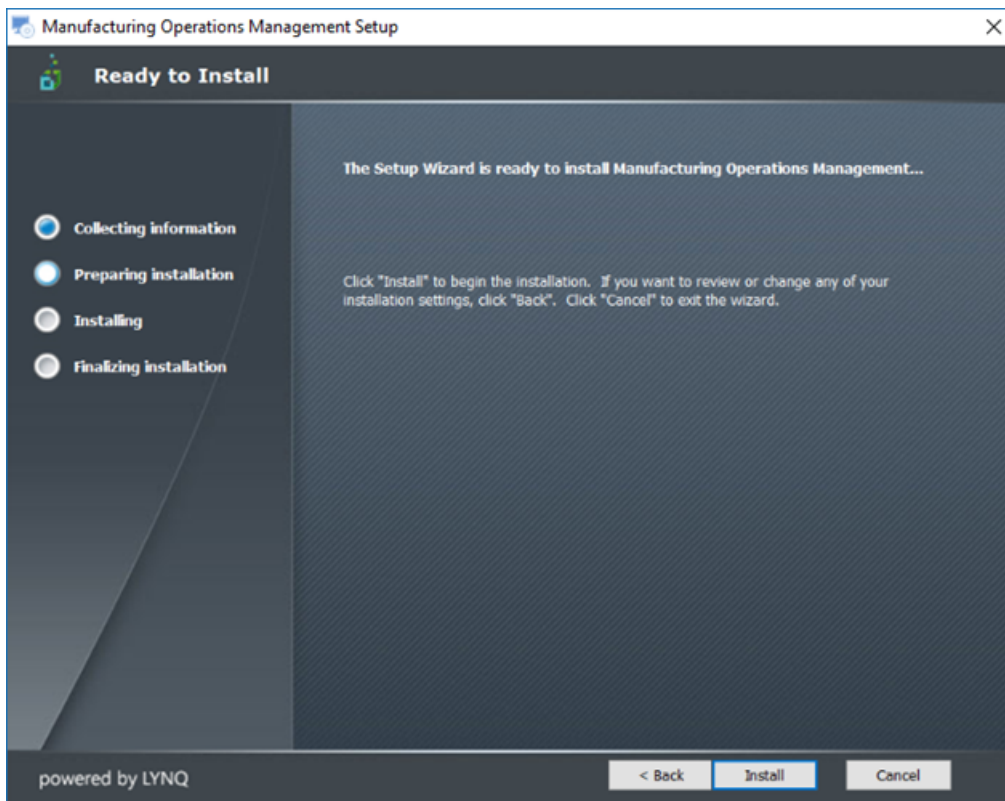 Manufacturing Operations Management Setup
Ready to Install
The Setup Wizard is ready to install Manufacturing Operations Management...
Collecting information
Preparing installation
Installing
Finalizing installation
Click "Install" to begin the installation. If you want to review or change any of your
installation settings, click "Back". Click "Cancel" to exit the wizard.
powered by LYNQ
< Back
Install
Cancel